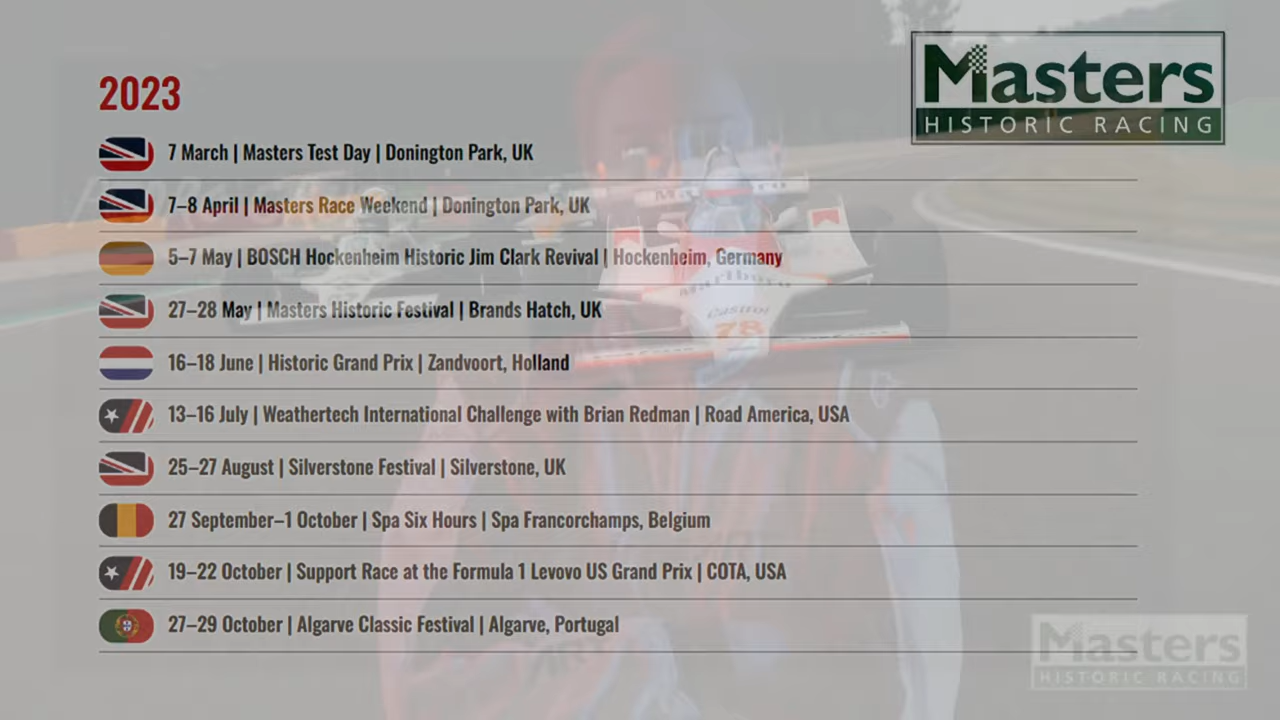 Masters
HISTORIC RACING
2023
7 March | Masters Test Day | Donington Park, UK
7–8 April | Masters Race Weekend | Donington Park, UK
5–7 May | BOSCH Hockenheim Historic Jim Clark Revival | Hockenheim, Germany
27–28 May | Masters Historic Festival | Brands Hatch, UK
16–18 June | Historic Grand Prix | Zandvoort, Holland
13–16 July | Weathertech International Challenge with Brian Redman | Road America, USA
25–27 August | Silverstone Festival | Silverstone, UK
27 September–1 October | Spa Six Hours | Spa Francorchamps, Belgium
19–22 October | Support Race at the Formula 1 Levovo US Grand Prix | COTA, USA
27–29 October | Algarve Classic Festival | Algarve, Portugal
Marlboro
Castrol
78
Masters
HISTORIC RACING